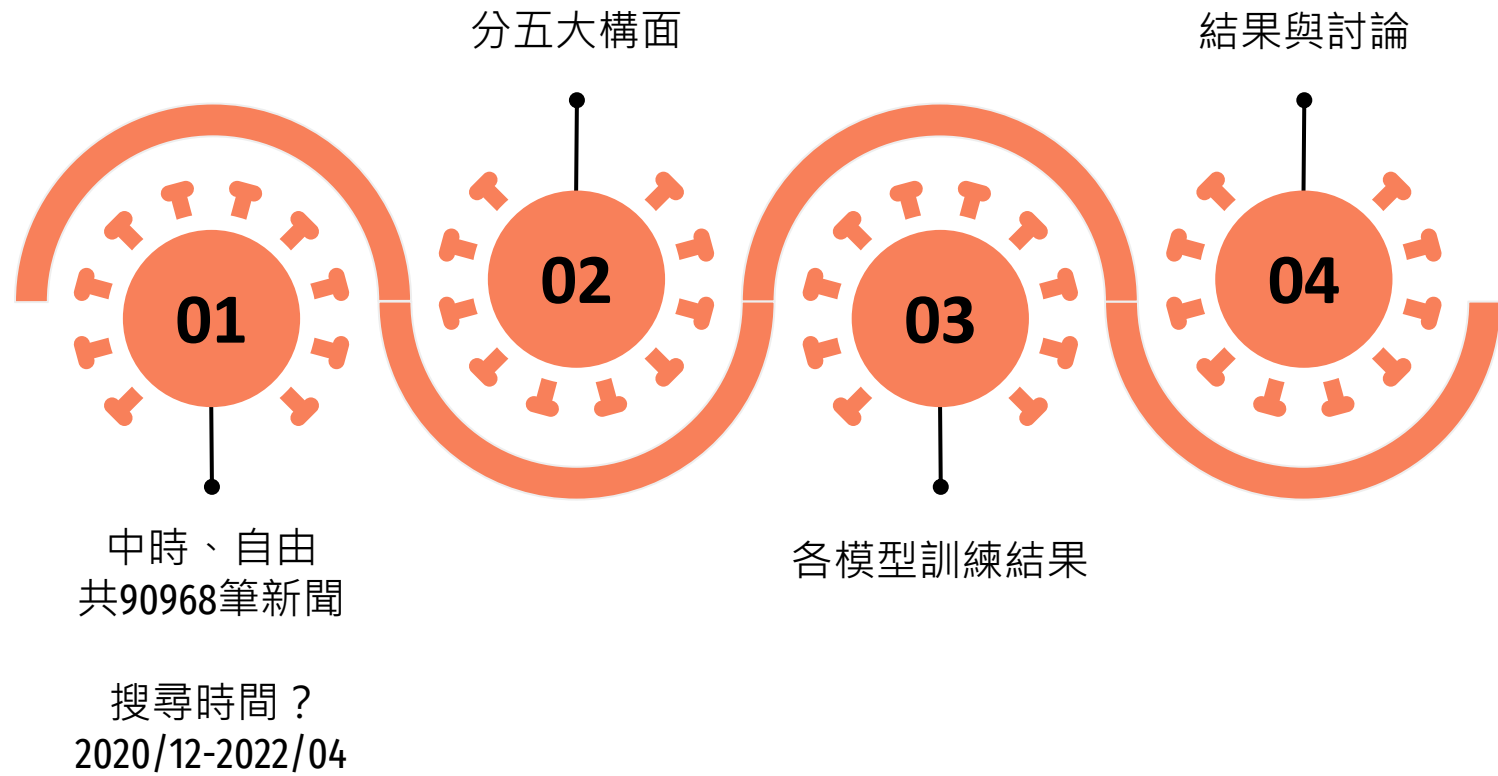 分五大構面
結果與討論
01
02
03
04
中時、自由
共90968筆新聞
各模型訓練結果
搜尋時間？
2020/12-2022/04